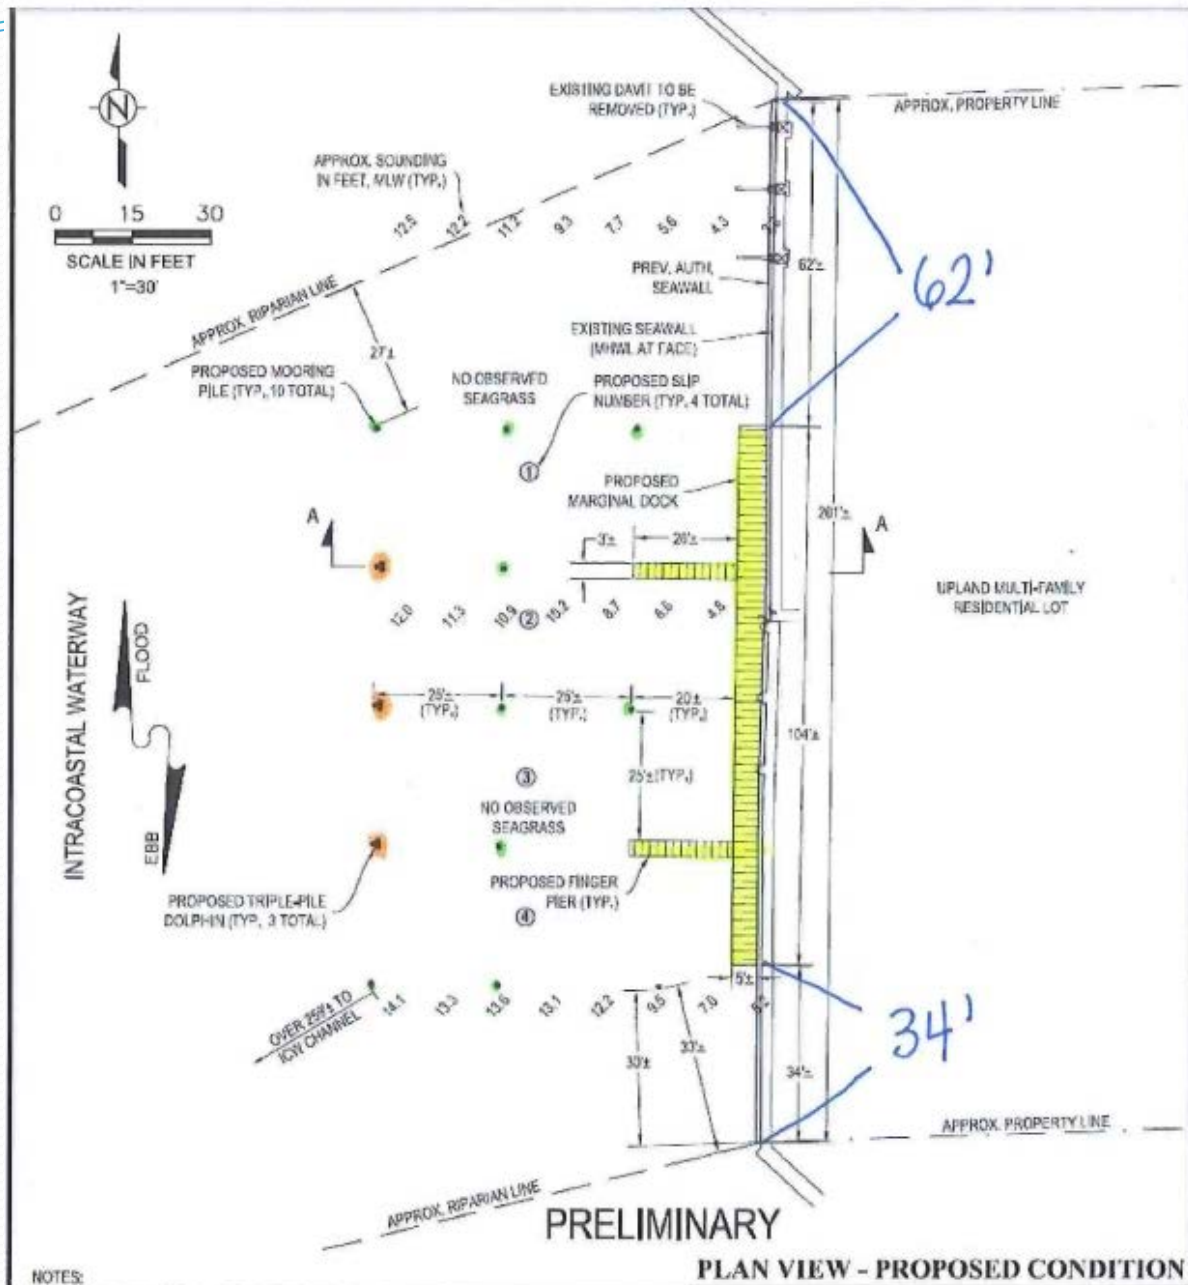 EXISTING DAVIT TO BE
REMOVED (TYP.)
APPROX. PROPERTY LINE
N
APPROX. SOUNDING
IN FEET, MLW (TYP.)
0 15 30
SCALE IN FEET
1"=30'
12.5 12.2 11.2 9.3 7.7 5.6 4.3
PREV. AUTH.
SEAWALL
62'±
62'
APPROX. RIPARIAN LINE
27'±
EXISTING SEAWALL
(MHWL AT FACE)
PROPOSED MOORING
PILE (TYP., 10 TOTAL)
NO OBSERVED
SEAGRASS
PROPOSED SLIP
NUMBER (TYP. 4 TOTAL)
1
PROPOSED
MARGINAL DOCK
A
3'±
26'±
201'±
A
UPLAND MULTI-FAMILY
RESIDENTIAL LOT
12.0 11.3 10.9 10.2 8.7 6.6 4.8
2
INTRACOASTAL WATERWAY
FLOOD
EBB
25'±
(TYP.)
25'±
(TYP.)
20±
(TYP.)
104'±
25'±(TYP.)
3
NO OBSERVED
SEAGRASS
PROPOSED FINGER
PIER (TYP.)
PROPOSED TRIPLE-PILE
DOLPHIN (TYP. 3 TOTAL)
4
5'±
14.1 13.3 13.6 13.1 12.2 9.5 7.0
OVER 259'± TO
ICW CHANNEL
30'±
33'±
34'±
34'
APPROX. PROPERTY LINE
APPROX. RIPARIAN LINE
PRELIMINARY
PLAN VIEW - PROPOSED CONDITION
NOTES: